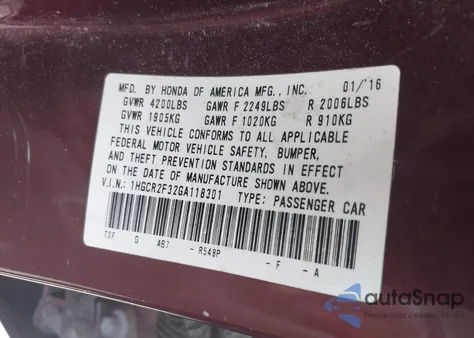 MFD. BY HONDA OF AMERICA MFG., INC. 01/'16
GVWR 4200LBS GAWR F 2249LBS R 2006LBS
GVWR 1905KG GAWR F 1020KG R 910KG
THIS VEHICLE CONFORMS TO ALL APPLICABLE
FEDERAL MOTOR VEHICLE SAFETY, BUMPER,
AND THEFT PREVENTION STANDARDS IN EFFECT
ON THE DATE OF MANUFACTURE SHOWN ABOVE.
V.I.N.: 1HGCR2F32GA118301 TYPE: PASSENGER CAR
T2F G AB7 - R548P - F - A
autoSnap